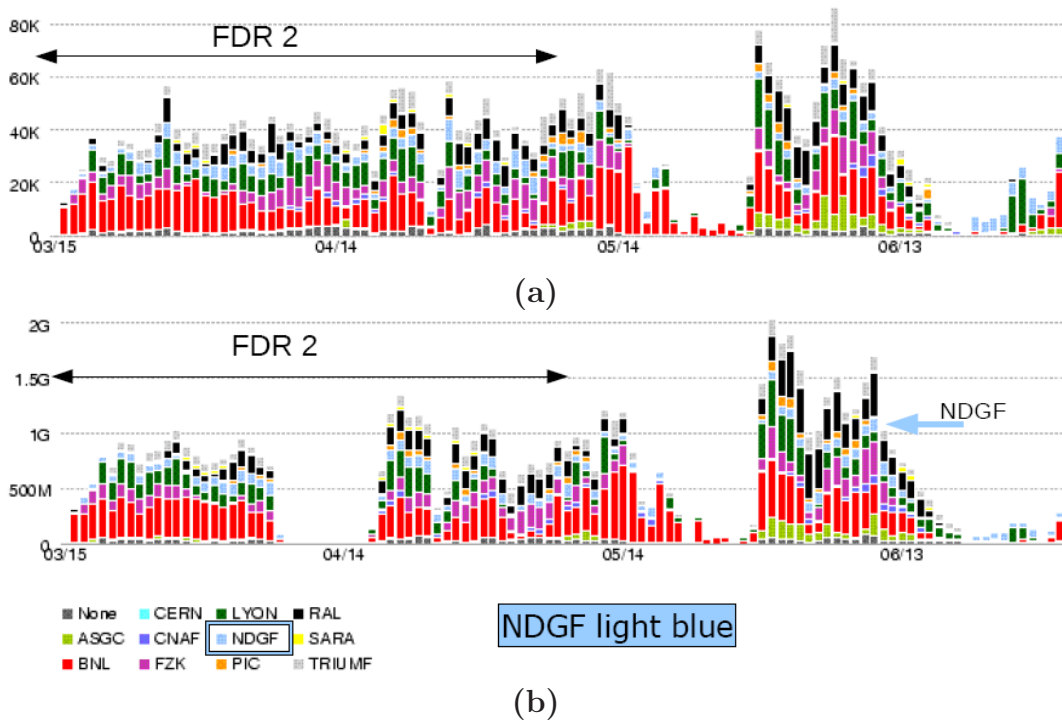 80K
FDR 2
60K
40K
20K
0
03/15 04/14 05/14 06/13
(a)
2G
FDR 2
1.5G
NDGF
1G
500M
0
03/15 04/14 05/14 06/13
None CERN LYON RAL
ASGC CNAF NDGF SARA
BNL FZK PIC TRIUMF
NDGF light blue
(b)